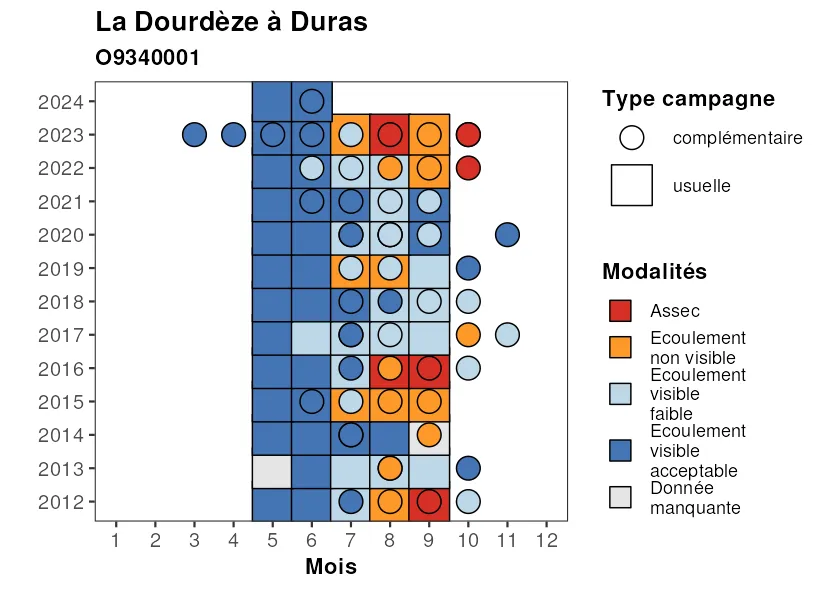 La Dourdèze à Duras
O9340001
2024
2023
2022
2021
2020
2019
2018
2017
2016
2015
2014
2013
2012
1 2 3 4 5 6 7 8 9 10 11 12
Mois
Type campagne
complémentaire
usuelle
Modalités
Assec
Ecoulement
non visible
Ecoulement
visible
faible
Ecoulement
visible
acceptable
Donnée
manquante